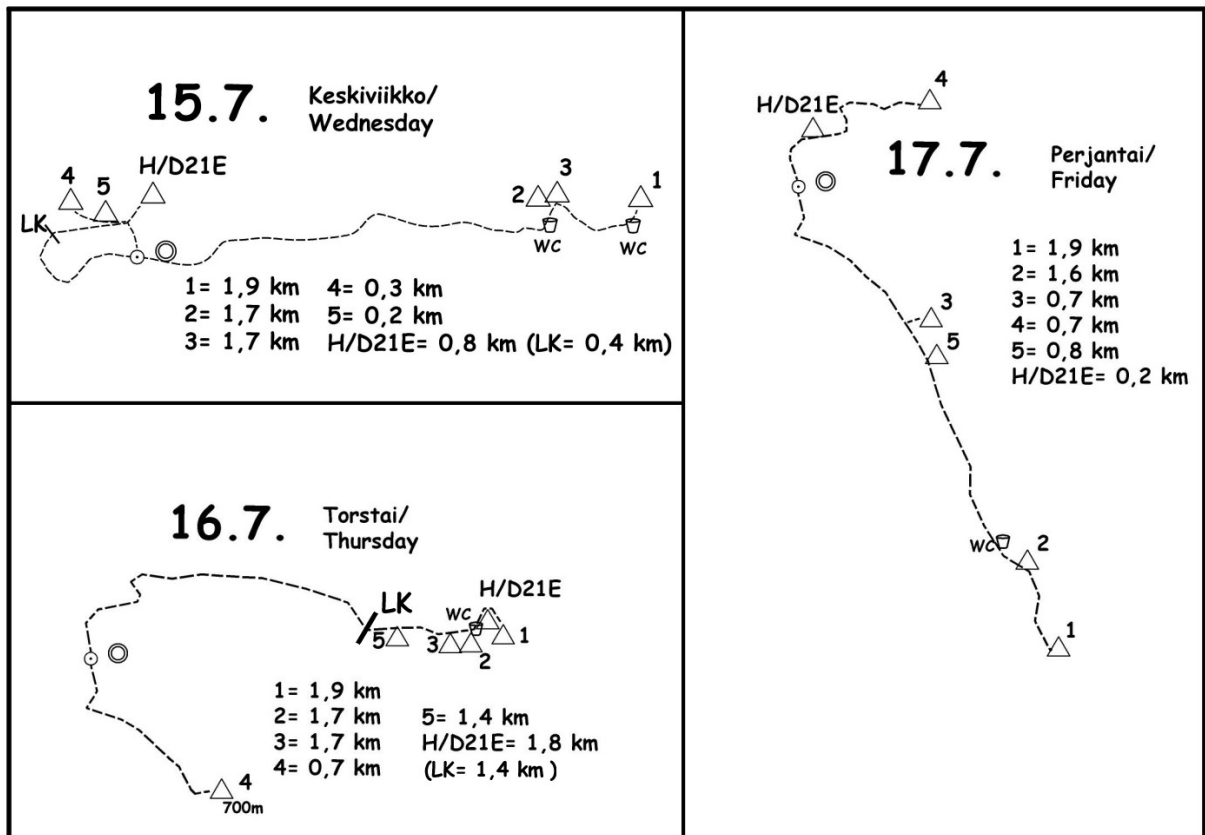 15.7.
Keskiviikko/
Wednesday
4
5
H/D21E
LK
2
3
1
WC
WC
1= 1,9 km
2= 1,7 km
3= 1,7 km
4= 0,3 km
5= 0,2 km
H/D21E= 0,8 km (LK= 0,4 km)
16.7.
Torstai/
Thursday
LK
H/D21E
WC
5
3
2
1
4
700m
1= 1,9 km
2= 1,7 km
3= 1,7 km
4= 0,7 km
5= 1,4 km
H/D21E= 1,8 km
(LK= 1,4 km )
4
H/D21E
17.7.
Perjantai/
Friday
3
5
WC
2
1
1= 1,9 km
2= 1,6 km
3= 0,7 km
4= 0,7 km
5= 0,8 km
H/D21E= 0,2 km